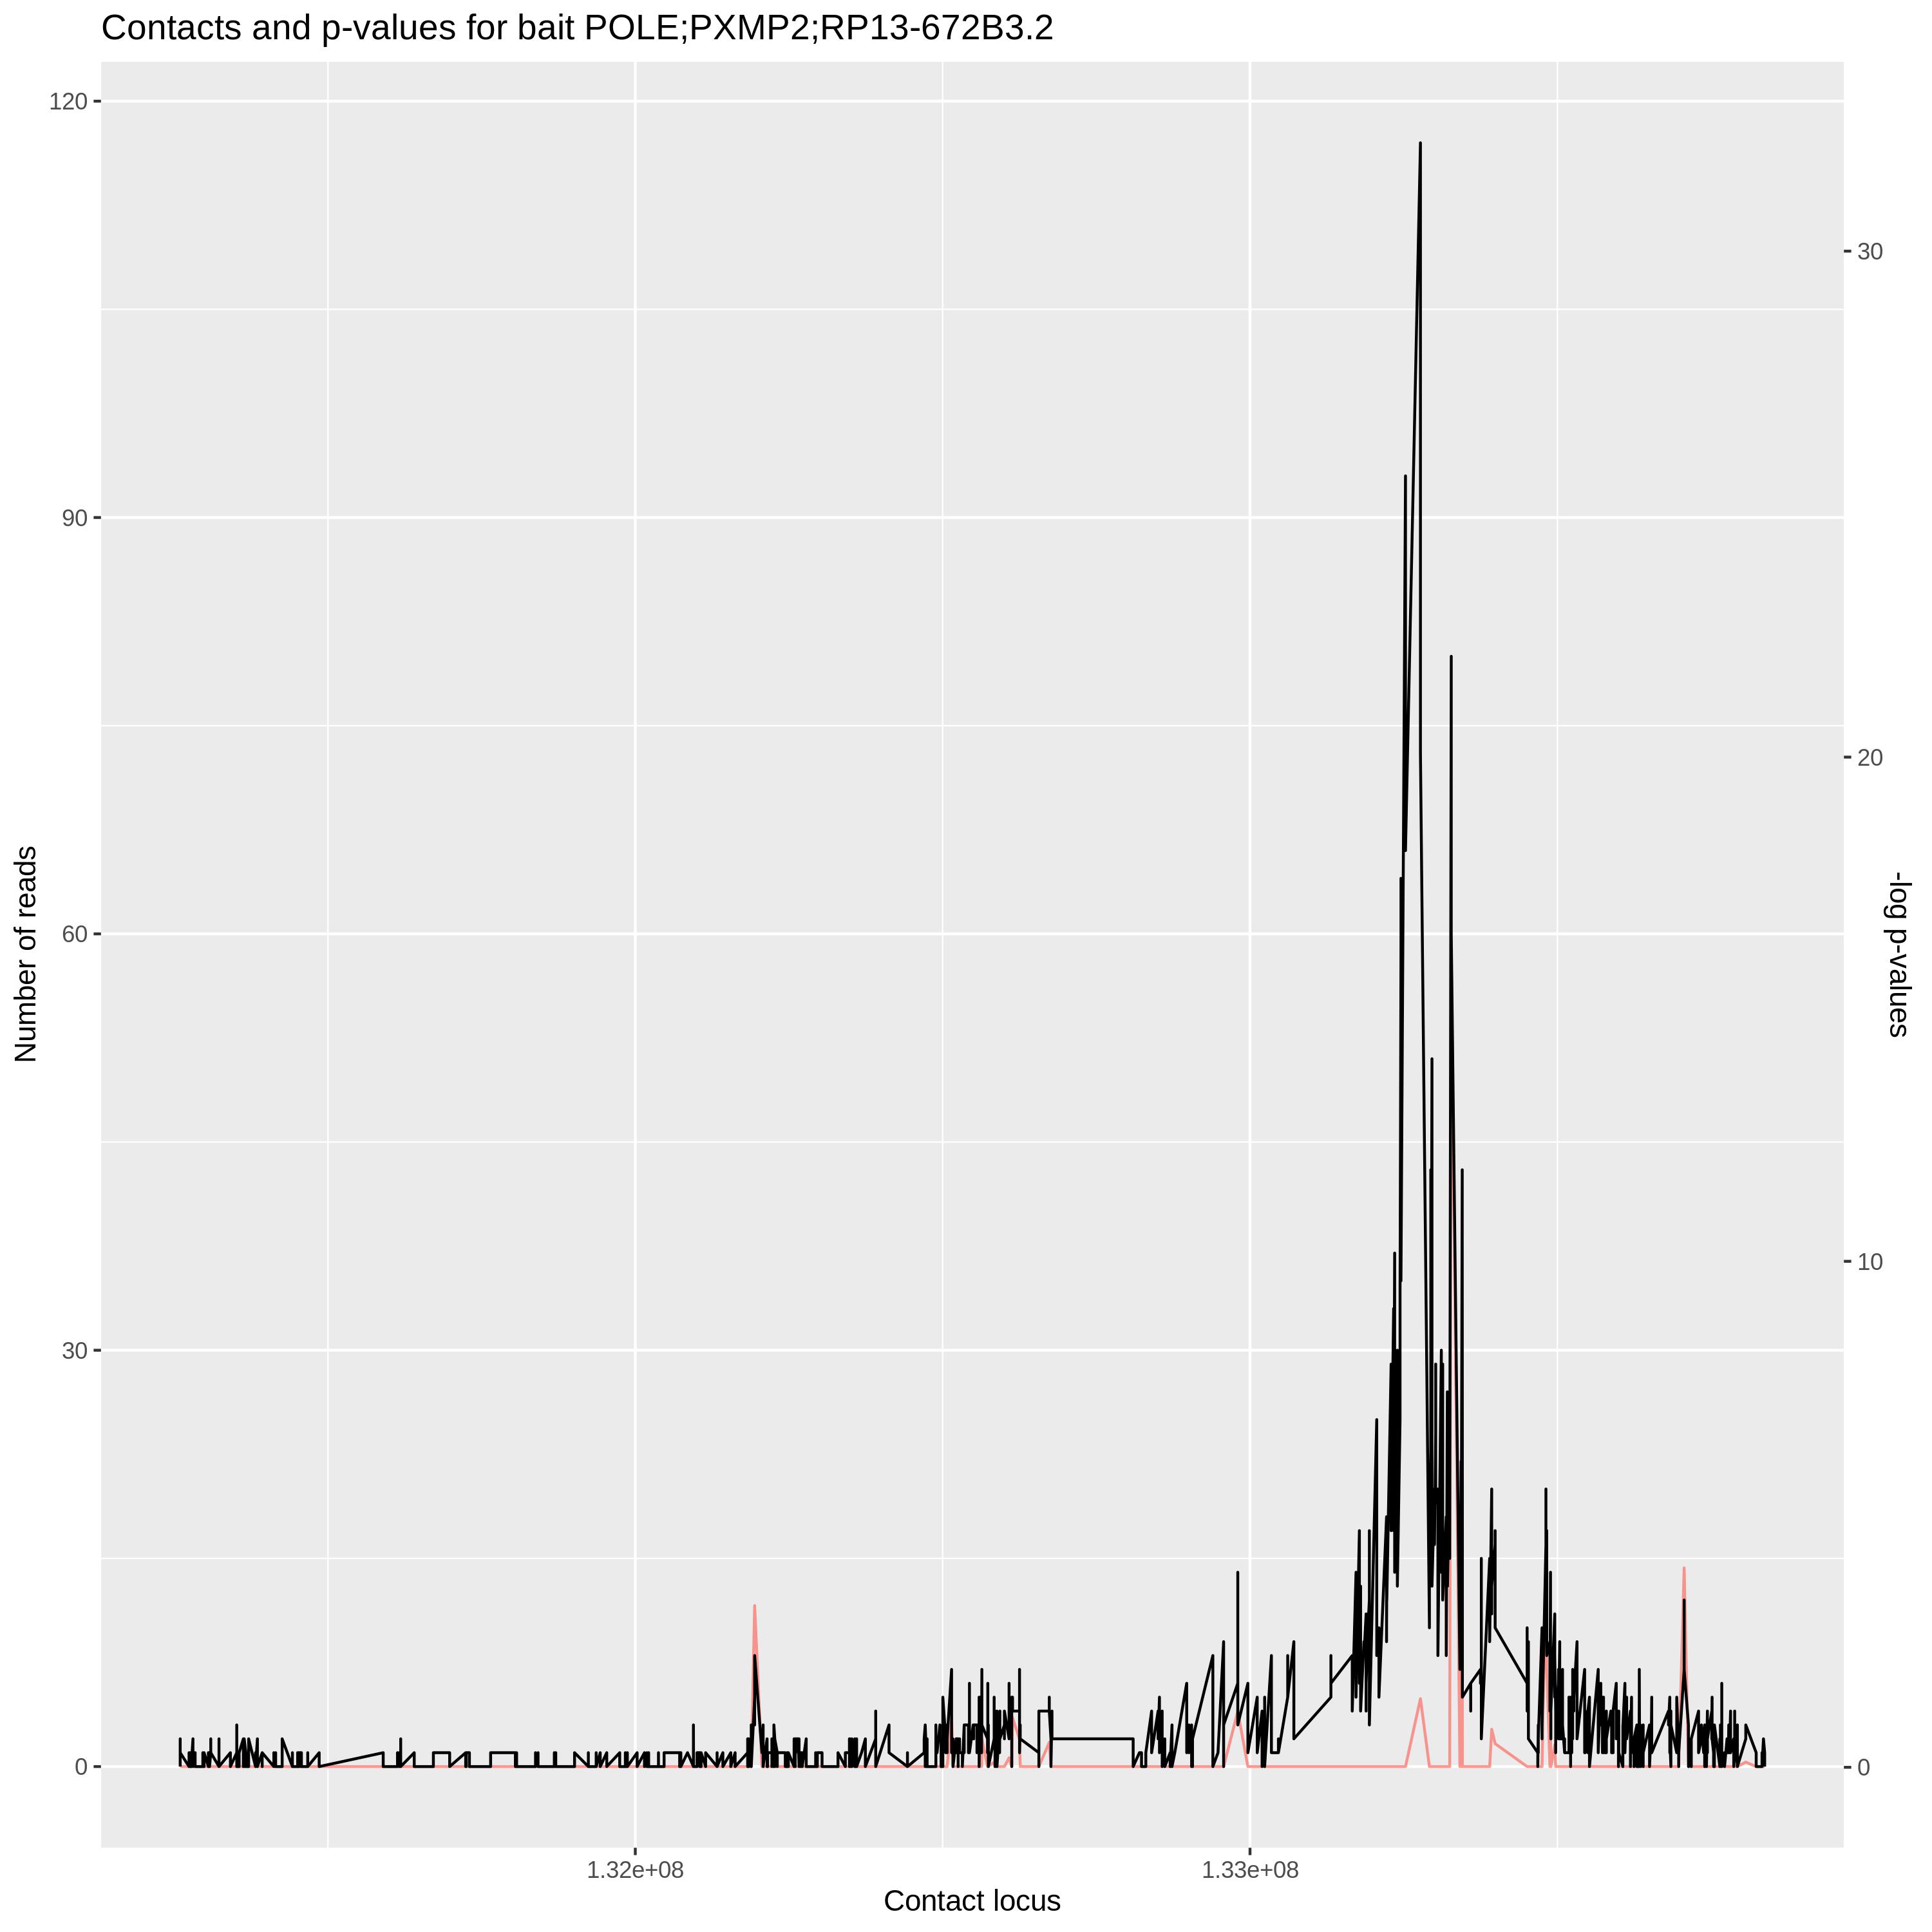 Contacts and p-values for bait POLE;PXMP2;RP13-672B3.2
120
90
60
30
0
Number of reads
30
20
10
0
-log p-values
1.32e+08
1.33e+08
Contact locus